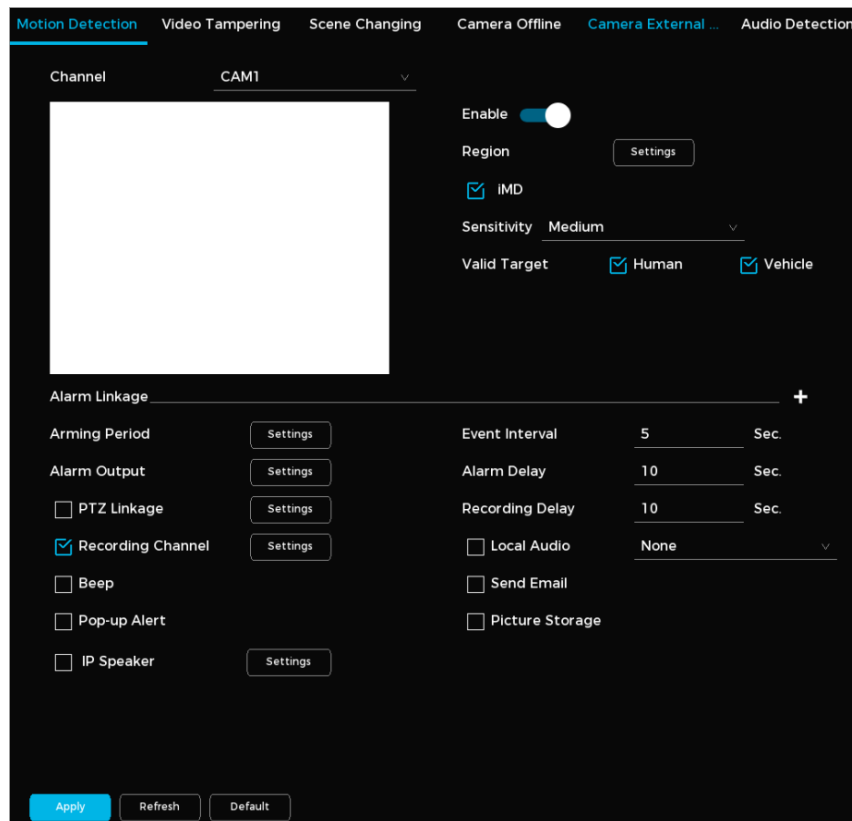 Motion Detection Video Tampering Scene Changing Camera Offline Camera External ... Audio Detection
Channel CAM1
Enable
Region Settings
iMD
Sensitivity Medium
Valid Target Human Vehicle
Alarm Linkage
Arming Period Settings Event Interval 5 Sec.
Alarm Output Settings Alarm Delay 10 Sec.
PTZ Linkage Settings Recording Delay 10 Sec.
Recording Channel Settings Local Audio None
Beep Send Email
Pop-up Alert Picture Storage
IP Speaker Settings
Apply Refresh Default